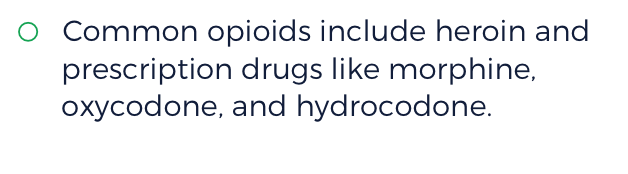 Common opioids include heroin and
prescription drugs like morphine,
oxycodone, and hydrocodone.